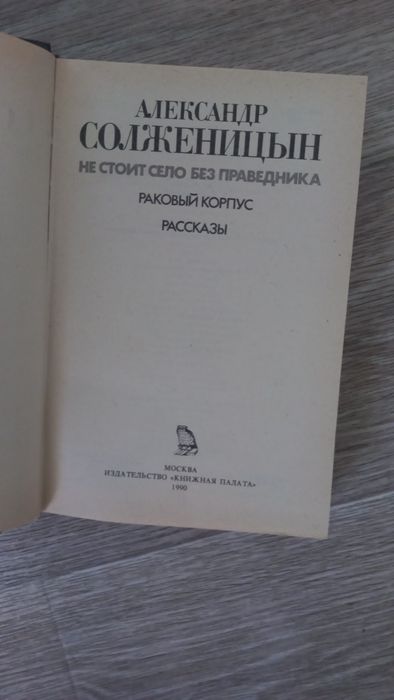 АЛЕКСАНДР
СОЛЖЕНИЦЫН
НЕ СТОИТ СЕЛО БЕЗ ПРАВЕДНИКА
РАКОВЫЙ КОРПУС
РАССКАЗЫ
МОСКВА
ИЗДАТЕЛЬСТВО «КНИЖНАЯ ПАЛАТА»
1990